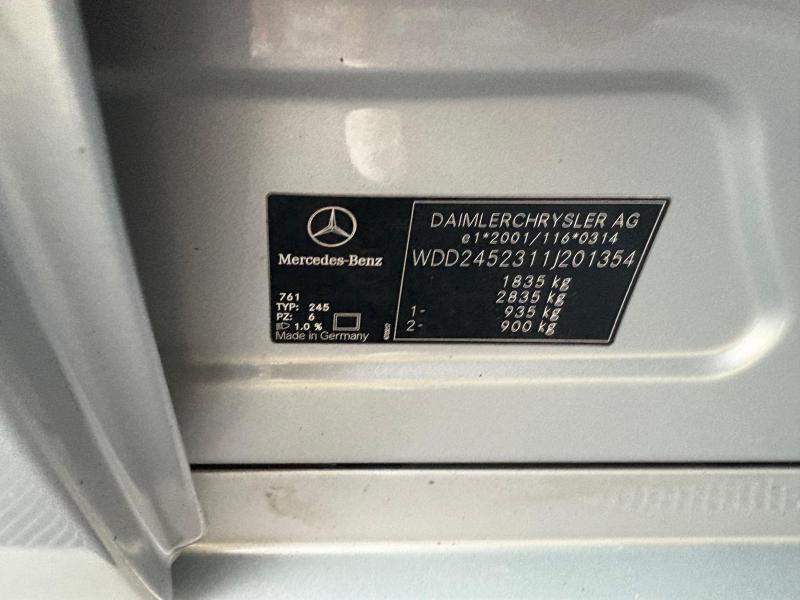 Mercedes-Benz
761
TYP: 245
PZ: 6
1.0 %
Made in Germany
DAIMLERCHRYSLER AG
e1*2001/116*0314
WDD2452311J201354
1835 kg
2835 kg
1- 935 kg
2- 900 kg